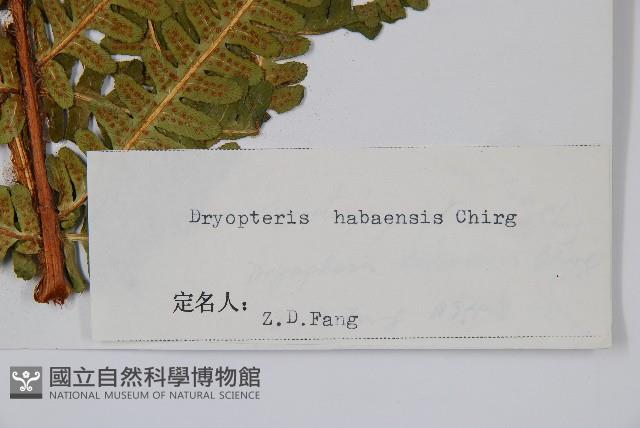 Dryopteris habaensis Chirg
定名人：
Z.D.Fang
國立自然科學博物館
NATIONAL MUSEUM OF NATURAL SCIENCE